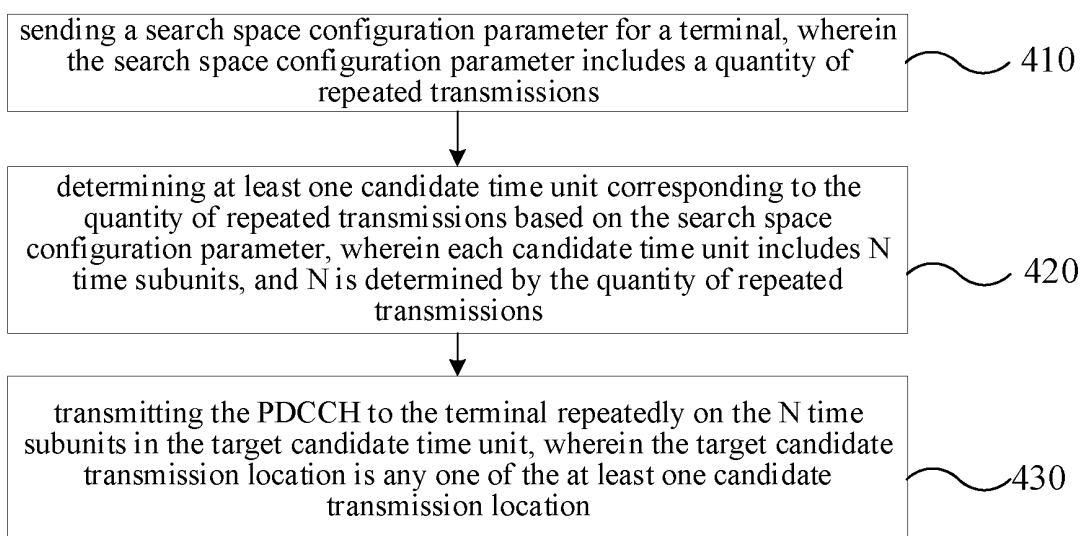 sending a search space configuration parameter for a terminal, wherein
the search space configuration parameter includes a quantity of
repeated transmissions
410
determining at least one candidate time unit corresponding to the
quantity of repeated transmissions based on the search space
configuration parameter, wherein each candidate time unit includes N
time subunits, and N is determined by the quantity of repeated
transmissions
420
transmitting the PDCCH to the terminal repeatedly on the N time
subunits in the target candidate time unit, wherein the target candidate
transmission location is any one of the at least one candidate
transmission location
430